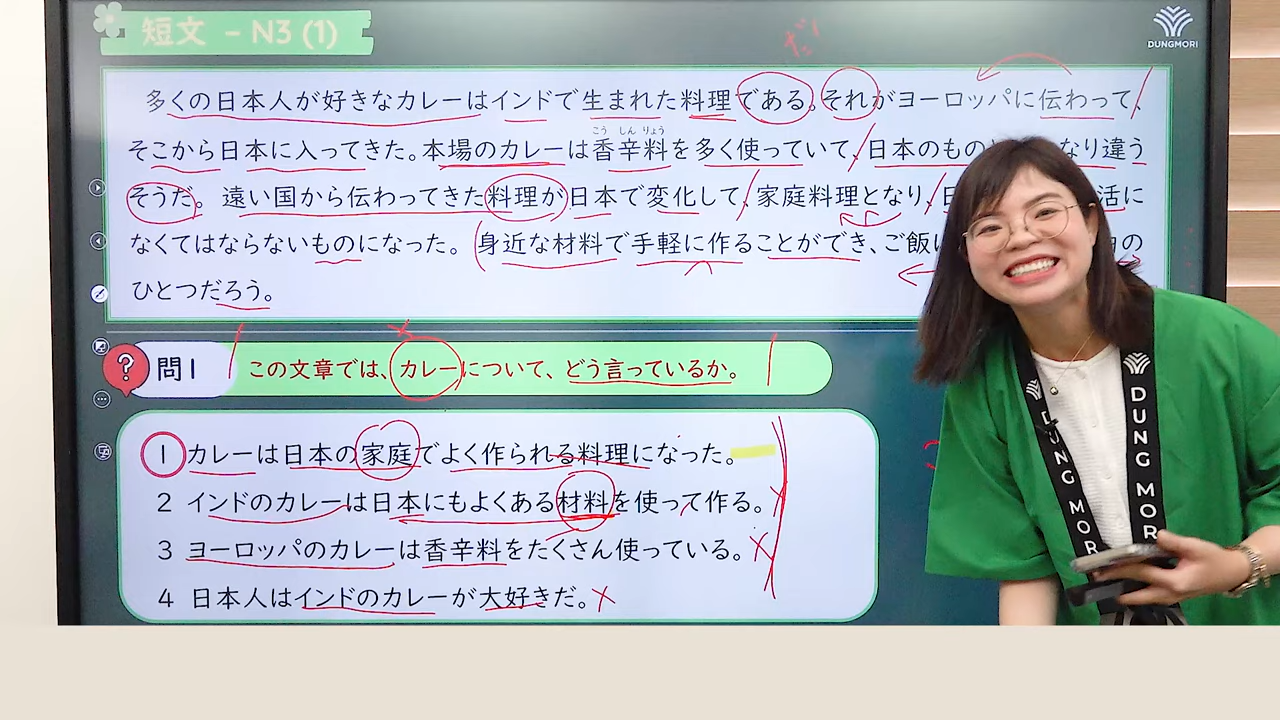 短文 － N3 (1)
DUNGMORI
多くの日本人が好きなカレーはインドで生まれた料理である。それがヨーロッパに伝わって、
こう しん りょう
そこから日本に入ってきた。本場のカレーは香辛料を多く使っていて、日本のもの なり違う
そうだ。遠い国から伝わってきた料理が日本で変化して、家庭料理となり、 活に
なくてはならないものになった。身近な材料で手軽に作ることができ、ご飯 の
ひとつだろう。
? 問1 この文章では、カレーについて、どう言っているか。
1 カレーは日本の家庭でよく作られる料理になった。
2 インドのカレーは日本にもよくある材料を使って作る。
3 ヨーロッパのカレーは香辛料をたくさん使っている。
4 日本人はインドのカレーが大好きだ。
DUNG MOR
DUNG MOR